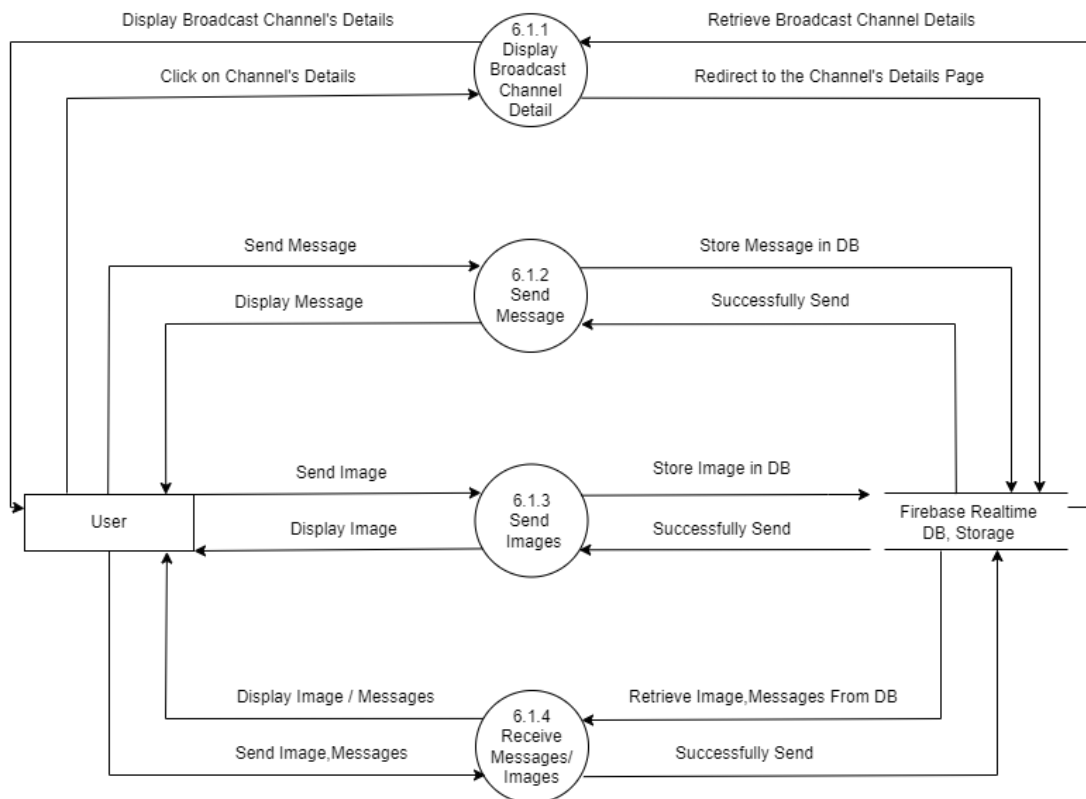 Display Broadcast Channel's Details
Retrieve Broadcast Channel Details
6.1.1
Display
Broadcast
Channel
Detail
Click on Channel's Details
Redirect to the Channel's Details Page
Send Message
Store Message in DB
6.1.2
Send
Message
Display Message
Successfully Send
Send Image
Store Image in DB
6.1.3
Send
Images
User
Firebase Realtime
DB, Storage
Display Image
Successfully Send
Display Image / Messages
Retrieve Image,Messages From DB
6.1.4
Receive
Messages/
Images
Send Image,Messages
Successfully Send